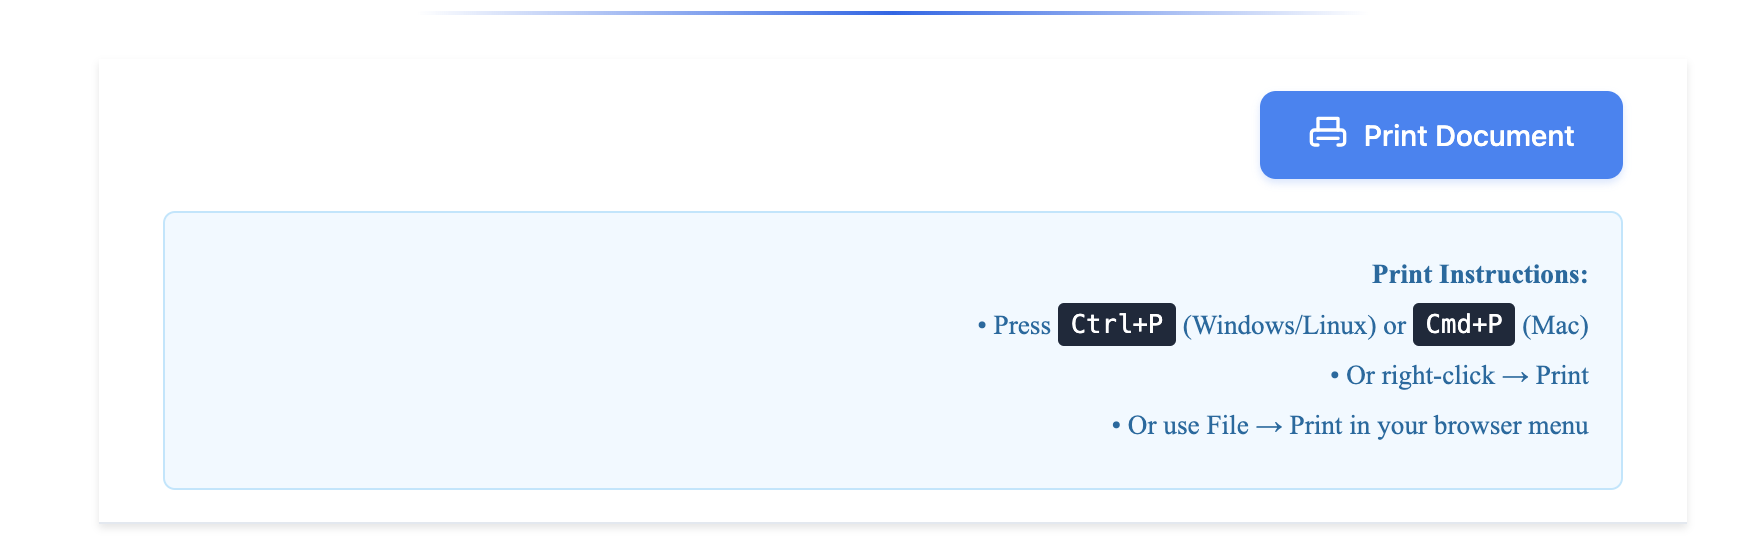 Print Document
Print Instructions:
• Press Ctrl+P (Windows/Linux) or Cmd+P (Mac)
• Or right-click → Print
• Or use File → Print in your browser menu